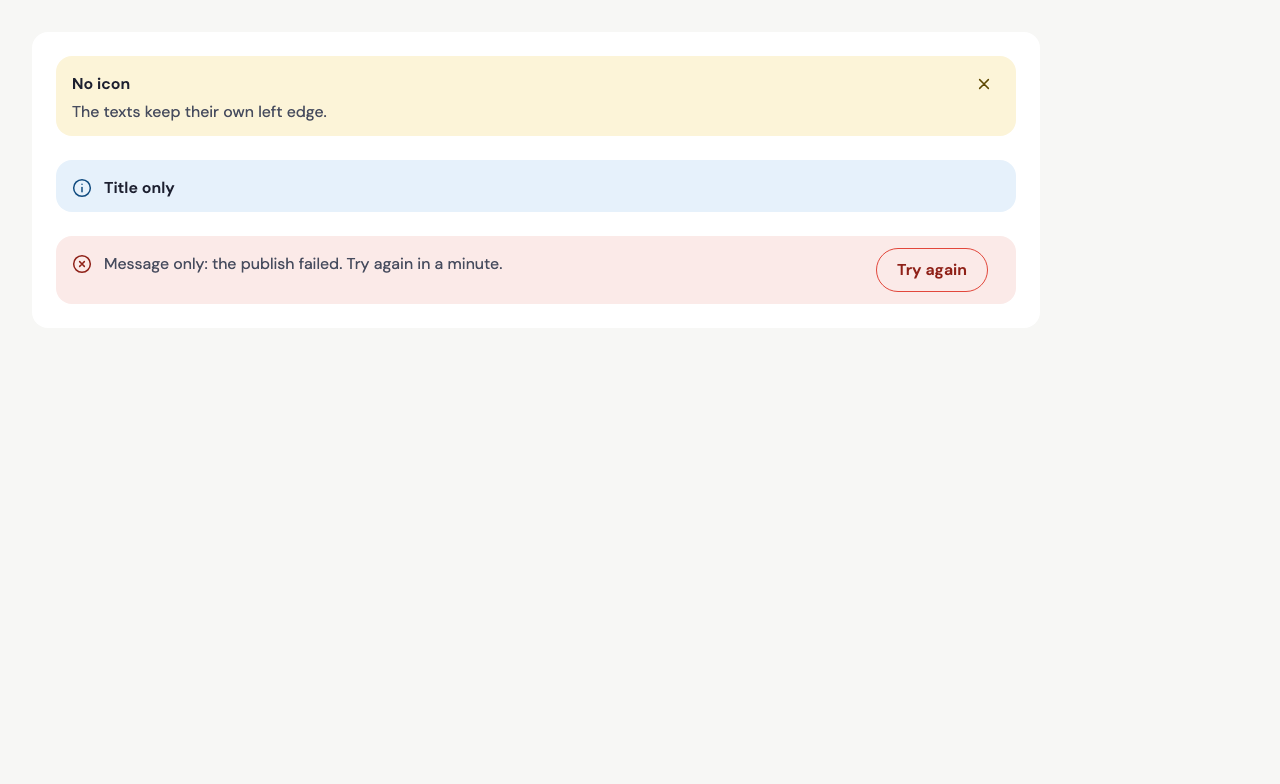 No icon
The texts keep their own left edge.
Title only
Message only: the publish failed. Try again in a minute.
Try again